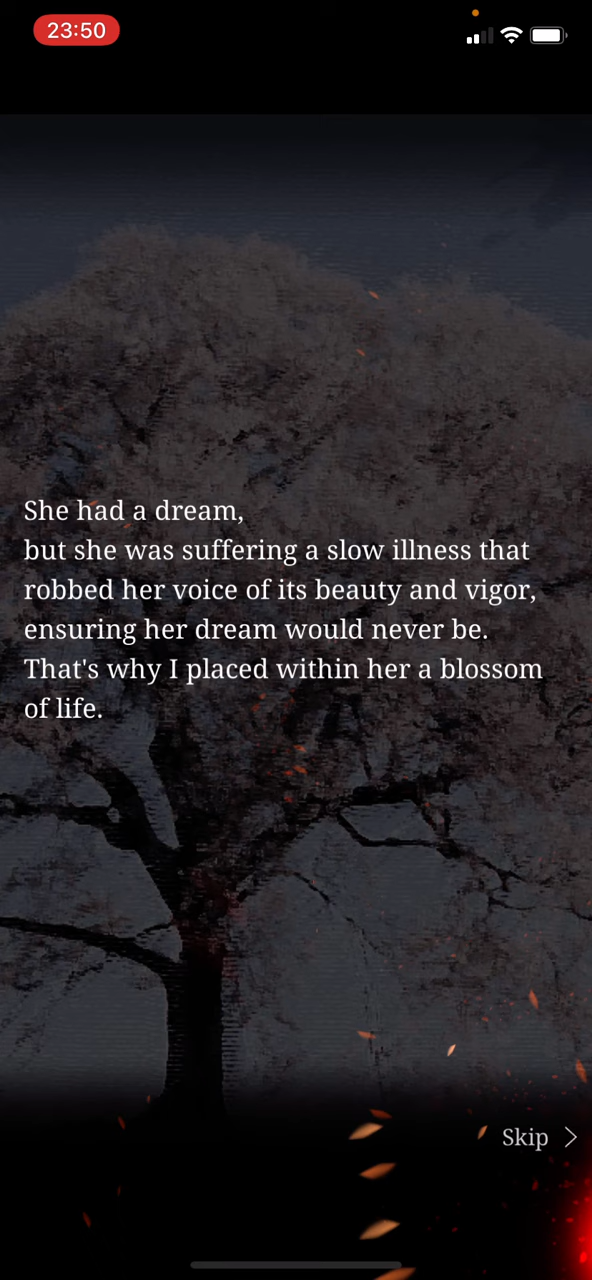 23:50
She had a dream,
but she was suffering a slow illness that
robbed her voice of its beauty and vigor,
ensuring her dream would never be.
That's why I placed within her a blossom
of life.
Skip